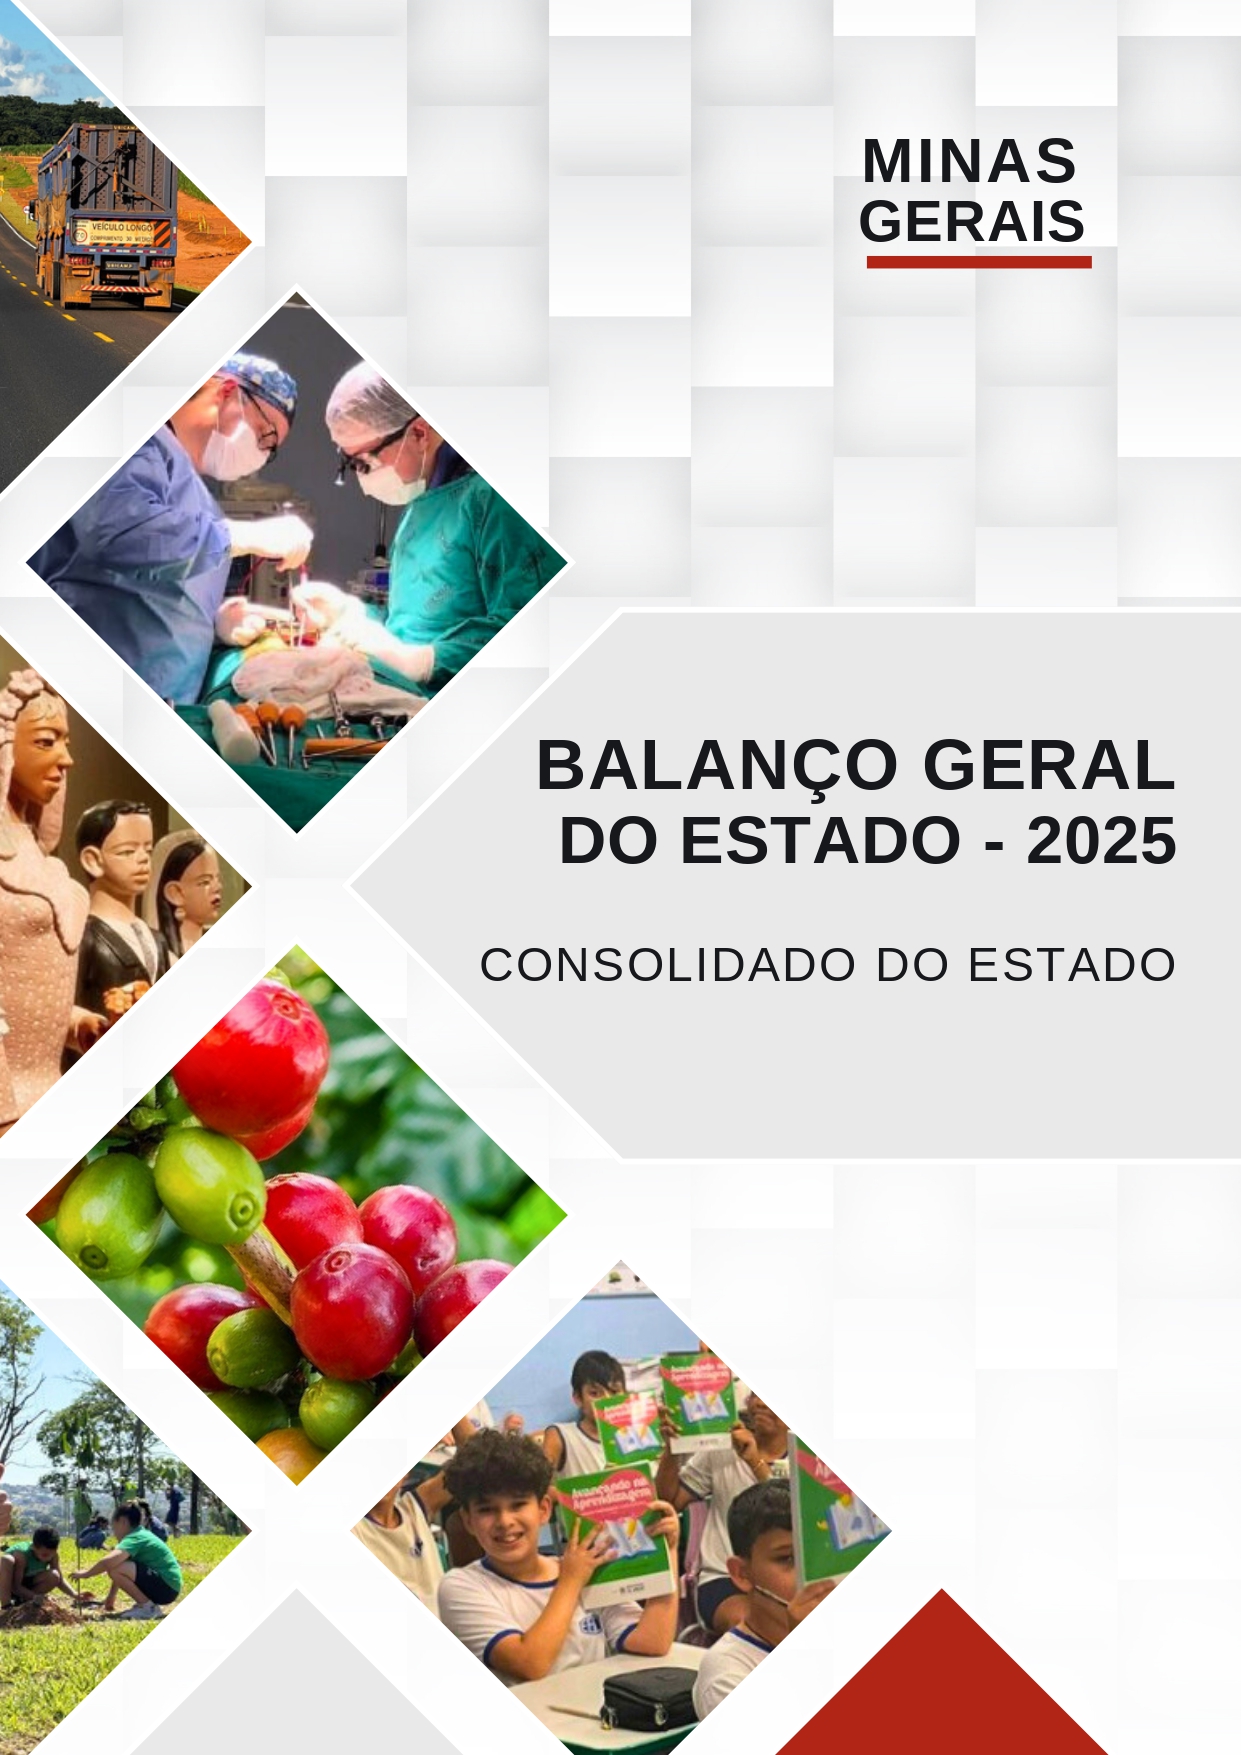 MINAS
GERAIS
VEÍCULO LONGO
BALANÇO GERAL
DO ESTADO - 2025
CONSOLIDADO DO ESTADO
Avançando na
Aprendizagem